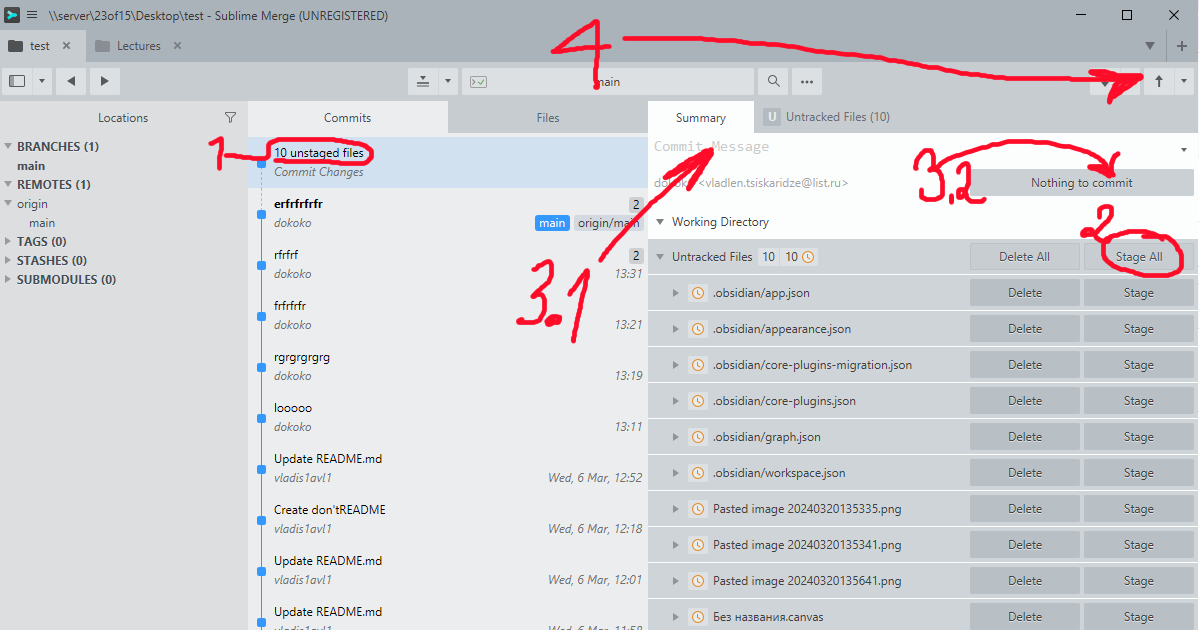 \\server\23of15\Desktop\test - Sublime Merge (UNREGISTERED)
test
Lectures
4
main
Locations
Commits
Files
Summary
U Untracked Files (10)
BRANCHES (1)
main
REMOTES (1)
origin
main
TAGS (0)
STASHES (0)
SUBMODULES (0)
1
10 unstaged files
Commit Changes
erfrfrfrfr 2
dokoko main origin/main
rfrfrf 2
dokoko 13:31
frfrfrfr
dokoko 13:21
rgrgrgrgrg
dokoko 13:19
looooo
dokoko 13:11
Update README.md
vladis1avl1 Wed, 6 Mar, 12:52
Create don'tREADME
vladis1avl1 Wed, 6 Mar, 12:18
Update README.md
vladis1avl1 Wed, 6 Mar, 12:01
Update README.md
vladis1avl1 Wed, 6 Mar, 11:58
Commit Message
3.2
dokoko <vladlen.tsiskaridze@list.ru> Nothing to commit
2
3.1
Working Directory
Untracked Files 10 10 Delete All Stage All
.obsidian/app.json Delete Stage
.obsidian/appearance.json Delete Stage
.obsidian/core-plugins-migration.json Delete Stage
.obsidian/core-plugins.json Delete Stage
.obsidian/graph.json Delete Stage
.obsidian/workspace.json Delete Stage
Pasted image 20240320135335.png Delete Stage
Pasted image 20240320135341.png Delete Stage
Pasted image 20240320135641.png Delete Stage
Без названия.canvas Delete Stage